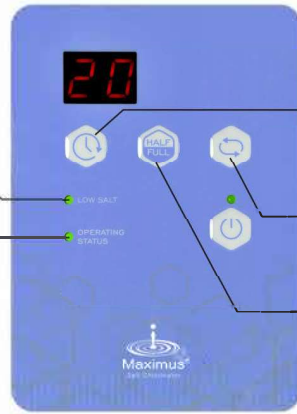 20
HALF
FULL
LOW SALT
OPERATING
STATUS
Maximus®
Salt Chlorinator